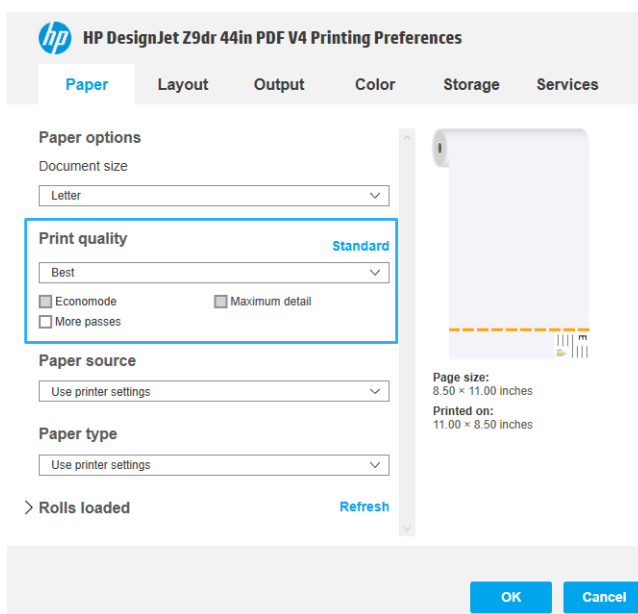 hp HP DesignJet Z9dr 44in PDF V4 Printing Preferences
Paper Layout Output Color Storage Services
Paper options
Document size
Letter
Print quality Standard
Best
Economode Maximum detail
More passes
Paper source
Use printer settings
Paper type
Use printer settings
Rolls loaded Refresh
E
Page size:
8.50 × 11.00 inches
Printed on:
11.00 × 8.50 inches
OK Cancel